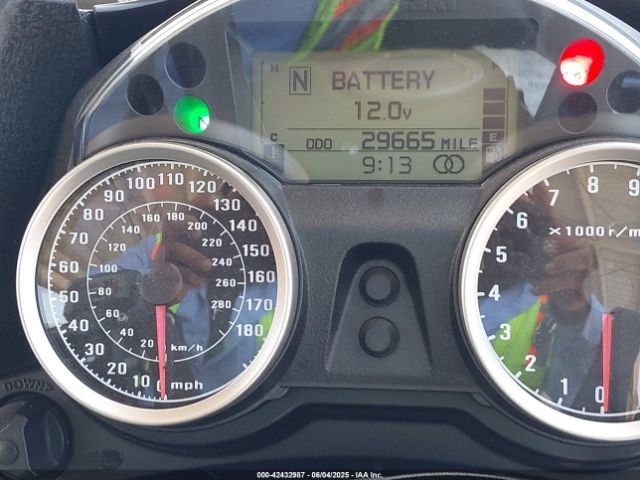 H F
N BATTERY
12.0v
C ODO 29665 MILE E
9:13
0 10 20 30 40 50 60 70 80 90 100 110 120 130 140 150 160 170 180 mph
20 40 60 80 100 120 140 160 180 200 220 240 260 280 km/h
0 1 2 3 4 5 6 7 8 9
x1000r/m
DOWN
000-42432987 - 06/04/2025 - IAA Inc.